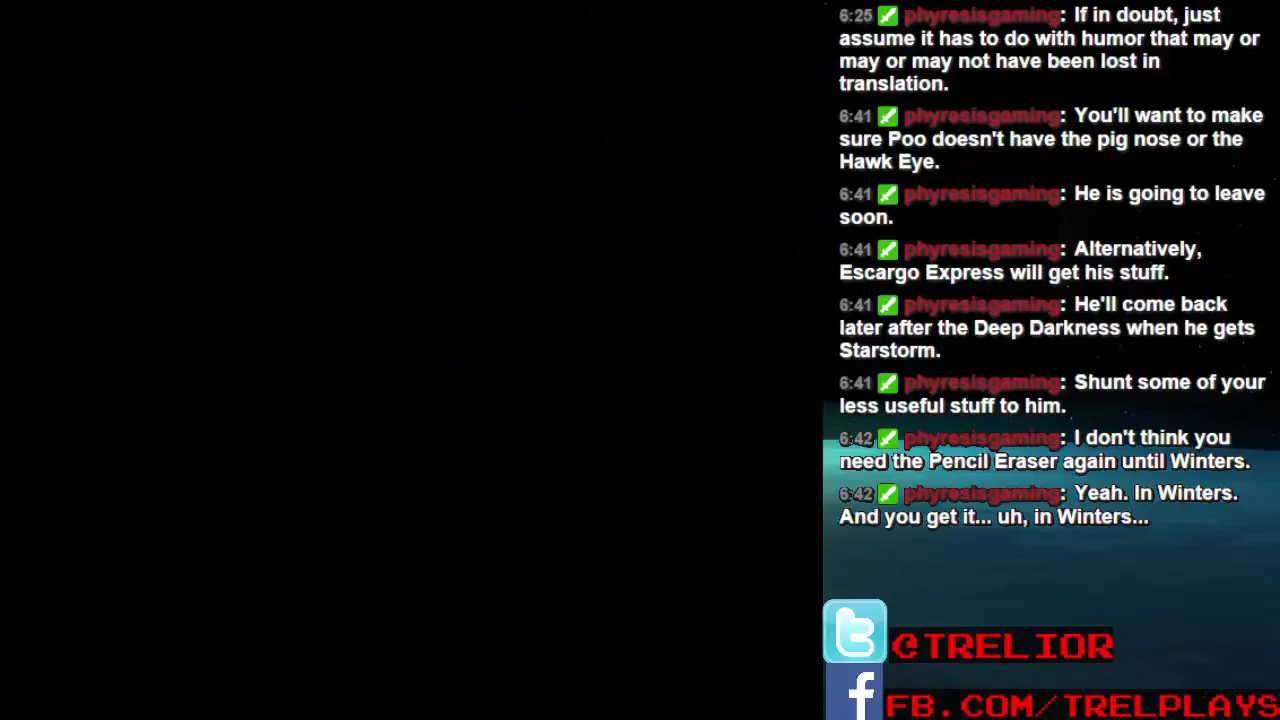 6:25 phyresisgaming: If in doubt, just
assume it has to do with humor that may or
may or may not have been lost in
translation.
6:41 phyresisgaming: You'll want to make
sure Poo doesn't have the pig nose or the
Hawk Eye.
6:41 phyresisgaming: He is going to leave
soon.
6:41 phyresisgaming: Alternatively,
Escargo Express will get his stuff.
6:41 phyresisgaming: He'll come back
later after the Deep Darkness when he gets
Starstorm.
6:41 phyresisgaming: Shunt some of your
less useful stuff to him.
6:42 phyresisgaming: I don't think you
need the Pencil Eraser again until Winters.
6:42 phyresisgaming: Yeah. In Winters.
And you get it... uh, in Winters...
@TRELIOR
FB.COM/TRELPLAYS